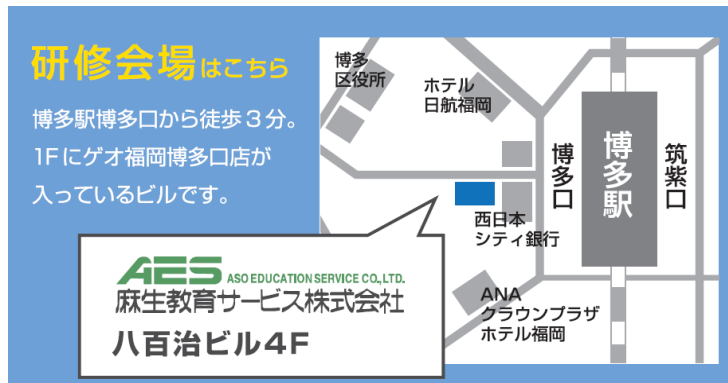 研修会場はこちら
博多駅博多口から徒歩3分。
1Fにゲオ福岡博多口店が
入っているビルです。
AES ASO EDUCATION SERVICE CO.,LTD.
麻生教育サービス株式会社
八百治ビル4F
博多
区役所
ホテル
日航福岡
博多口
博多駅
筑紫口
西日本
シティ銀行
ANA
クラウンプラザ
ホテル福岡